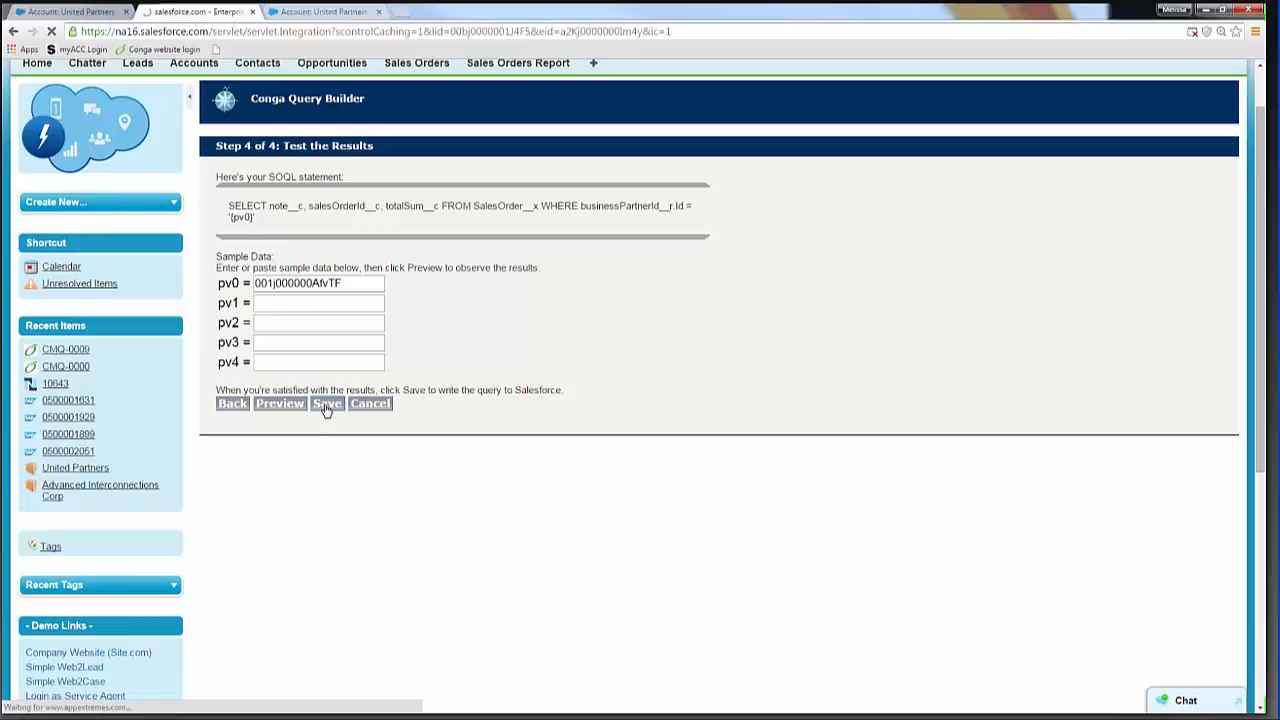 Account: United Partners
salesforce.com - Enterpris
Account: United Partners
Melissa
https://na16.salesforce.com/servlet/servlet.Integration?scontrolCaching=1&lid=00bj0000001J4F5&eid=a2Kj0000000Im4y&ic=1
Apps
myACC Login
Conga website login
Home
Chatter
Leads
Accounts
Contacts
Opportunities
Sales Orders
Sales Orders Report
Conga Query Builder
Step 4 of 4: Test the Results
Here's your SOQL statement:
SELECT note__c, salesOrderId__c, totalSum__c FROM SalesOrder__x WHERE businessPartnerId__r.Id =
'{pv0}'
Sample Data:
Enter or paste sample data below, then click Preview to observe the results.
pv0 = 001j000000AfvTF
pv1 =
pv2 =
pv3 =
pv4 =
When you're satisfied with the results, click Save to write the query to Salesforce.
Back
Preview
Save
Cancel
Create New...
Shortcut
Calendar
Unresolved Items
Recent Items
CMQ-0009
CMQ-0000
10643
0500001631
0500001929
0500001899
0500002051
United Partners
Advanced Interconnections
Corp
Tags
Recent Tags
- Demo Links -
Company Website (Site.com)
Simple Web2Lead
Simple Web2Case
Login as Service Agent
Waiting for www.appextremes.com...
Chat